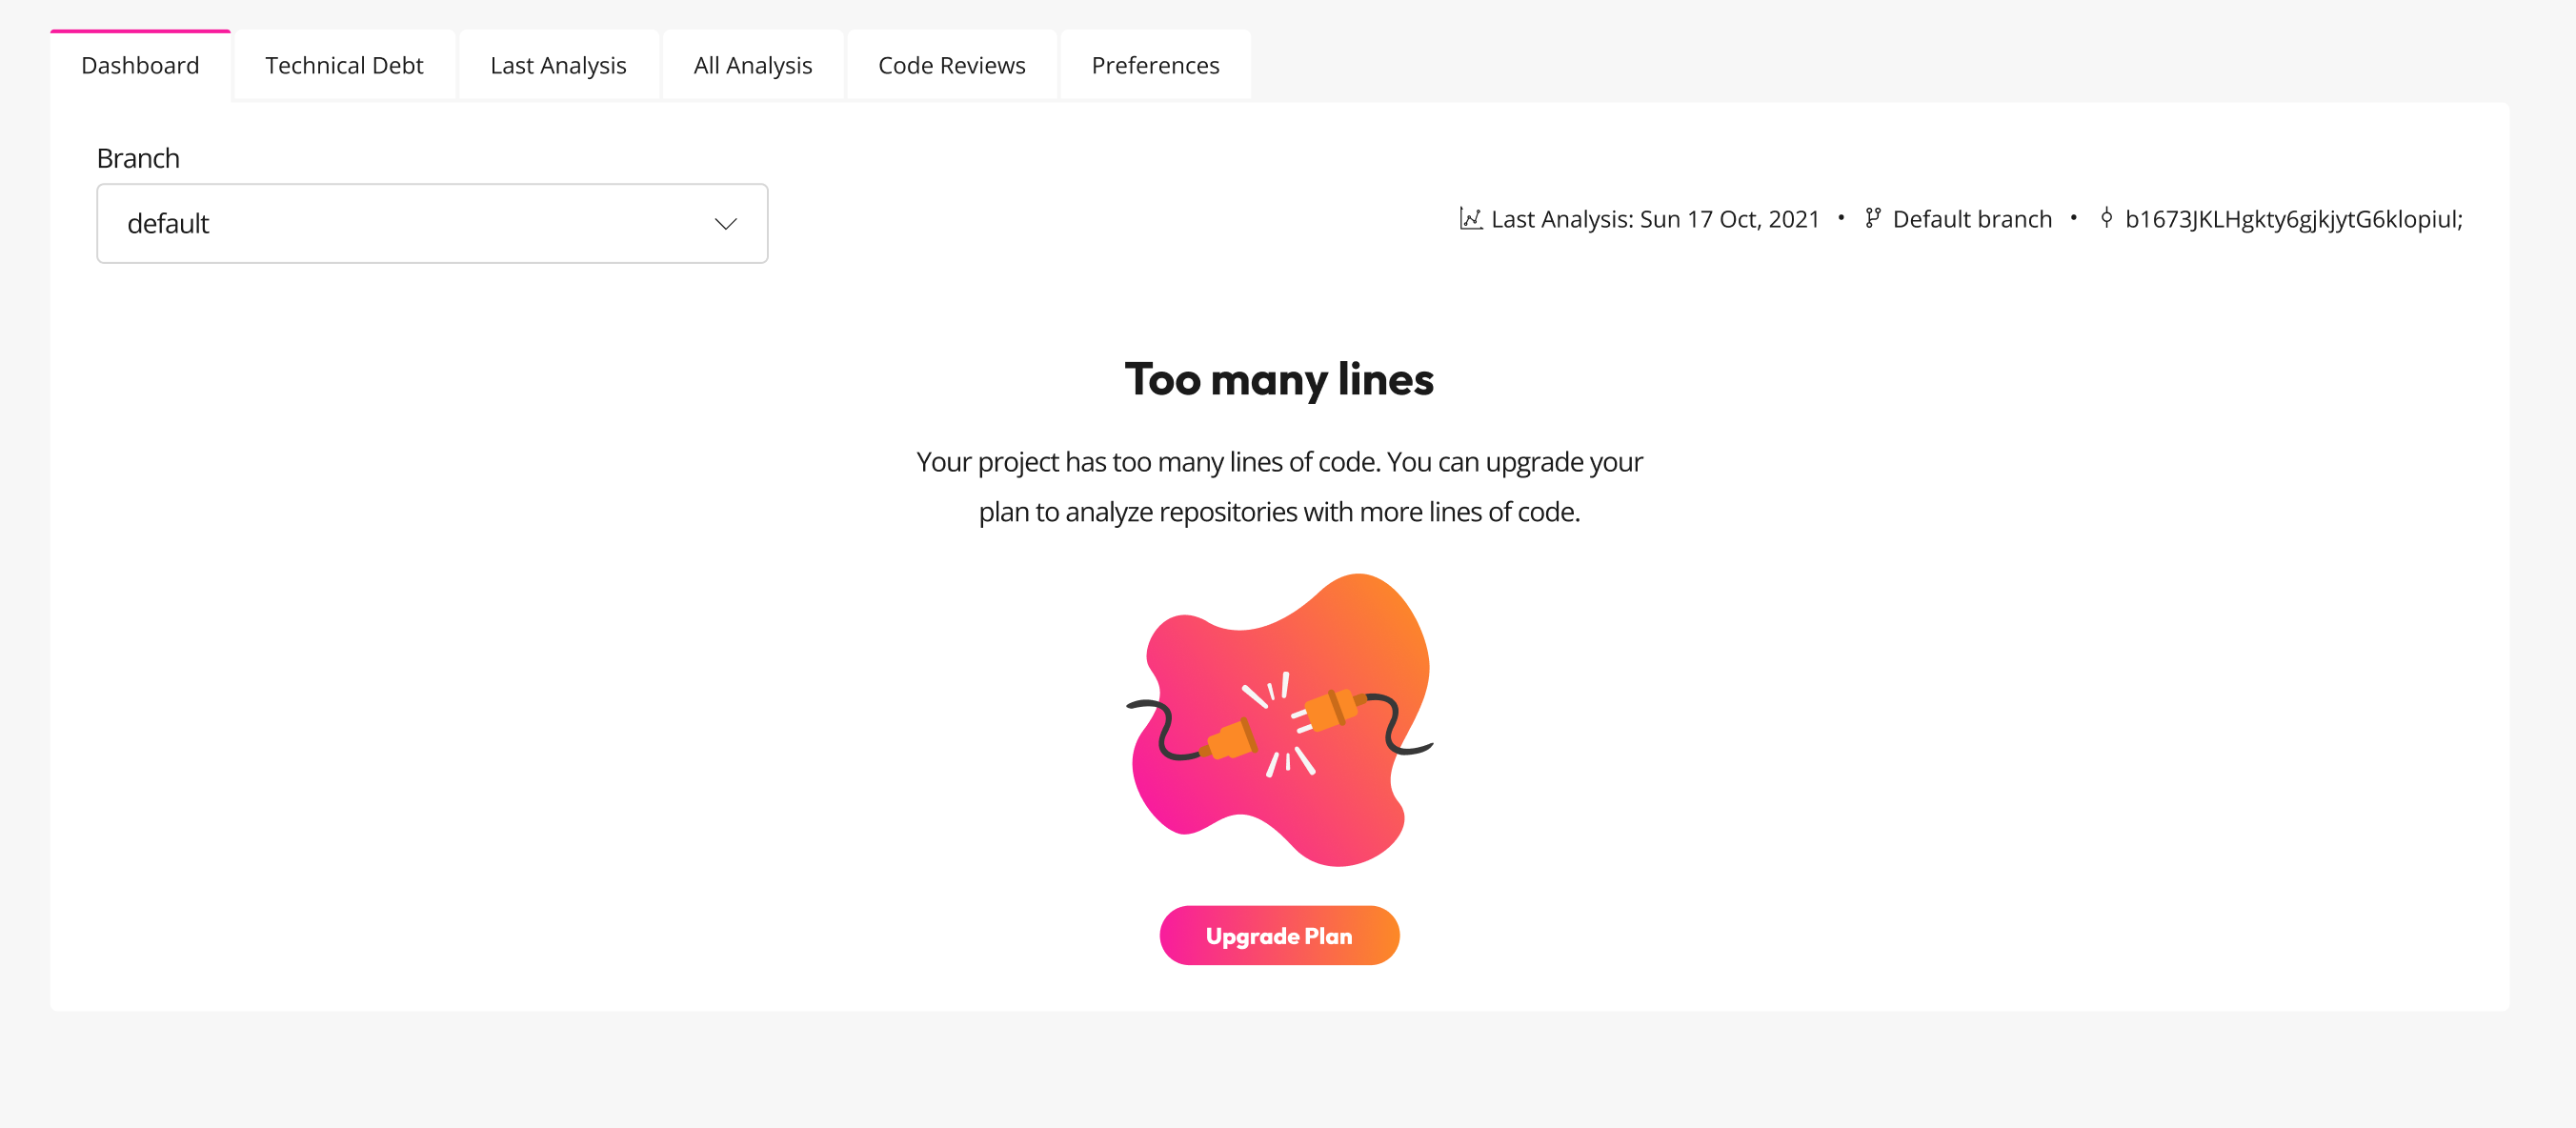 Dashboard
Technical Debt
Last Analysis
All Analysis
Code Reviews
Preferences
Branch
default
Last Analysis: Sun 17 Oct, 2021 • Default branch • b1673JKLHgkty6gjkjytG6klopiul;
Too many lines
Your project has too many lines of code. You can upgrade your
plan to analyze repositories with more lines of code.
Upgrade Plan